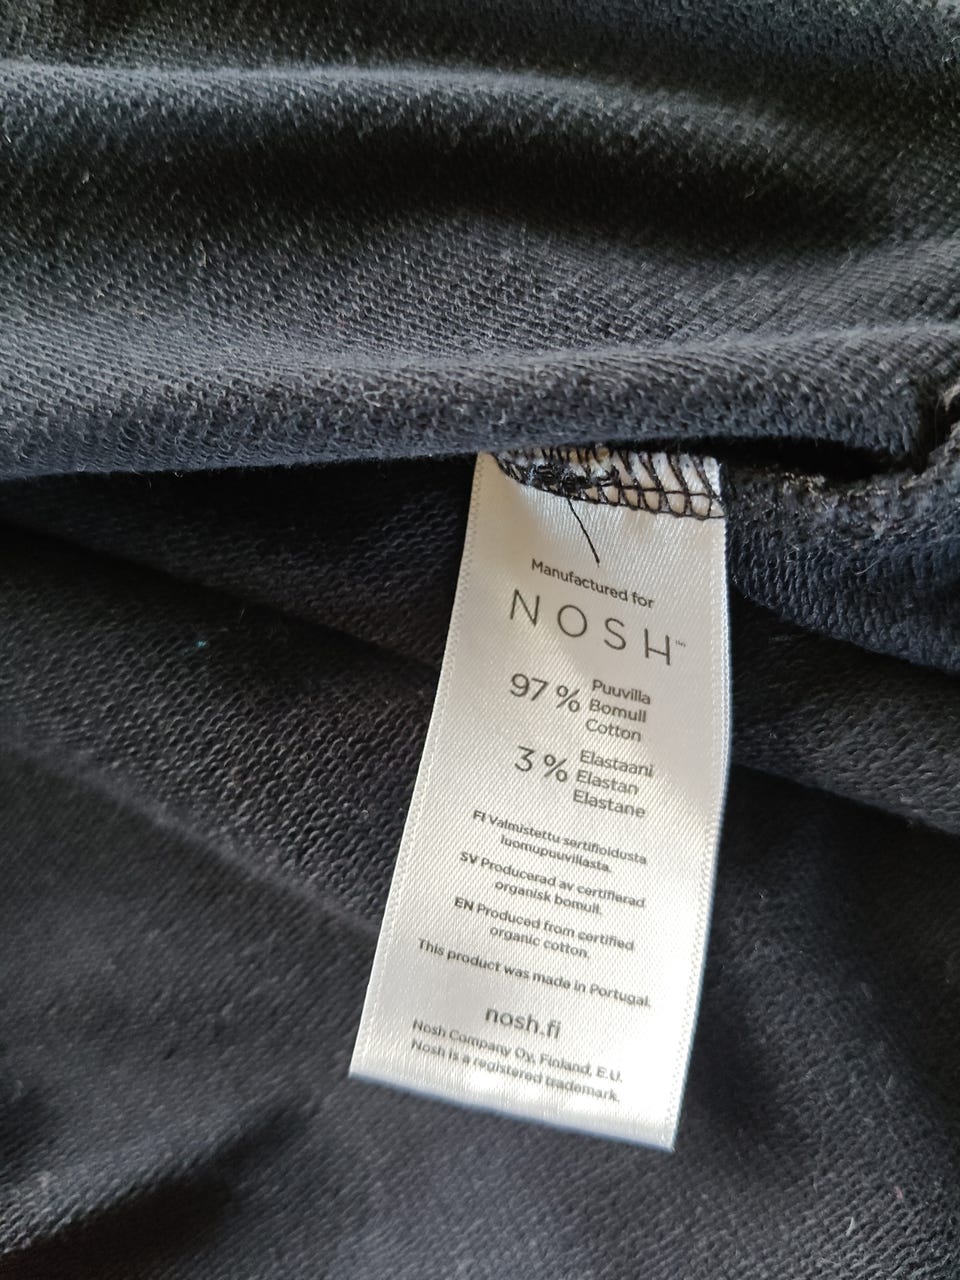 Manufactured for
NOSH™
97 % Puuvilla
Bomull
Cotton
3 % Elastaani
Elastan
Elastane
FI Valmistettu sertifioidusta
luomupuuvillasta.
SV Producerad av certifierad
organisk bomull.
EN Produced from certified
organic cotton.
This product was made in Portugal.
nosh.fi
Nosh Company Oy, Finland, E.U.
Nosh is a registered trademark.